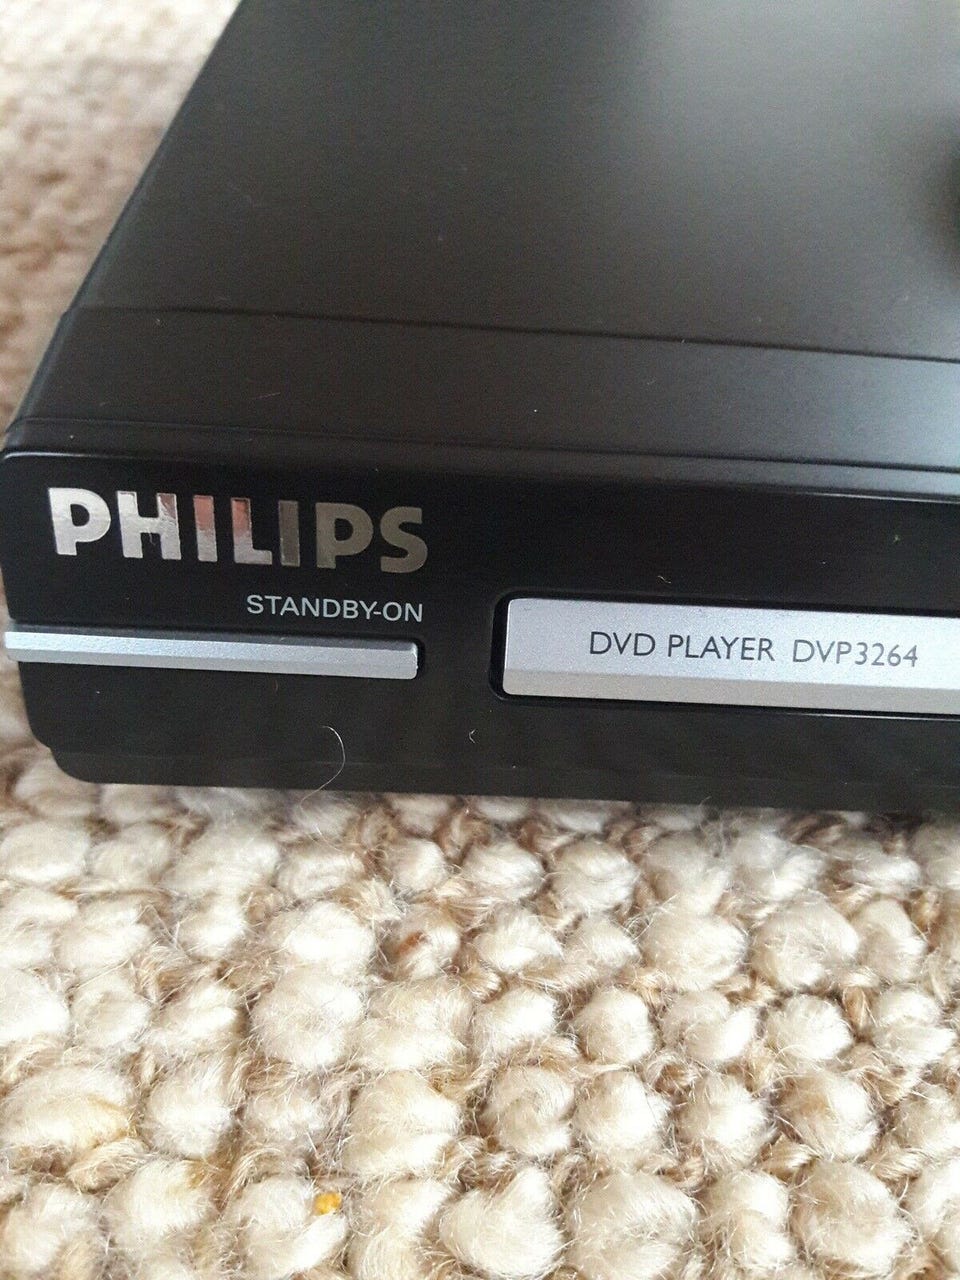 PHILIPS
STANDBY-ON
DVD PLAYER DVP3264